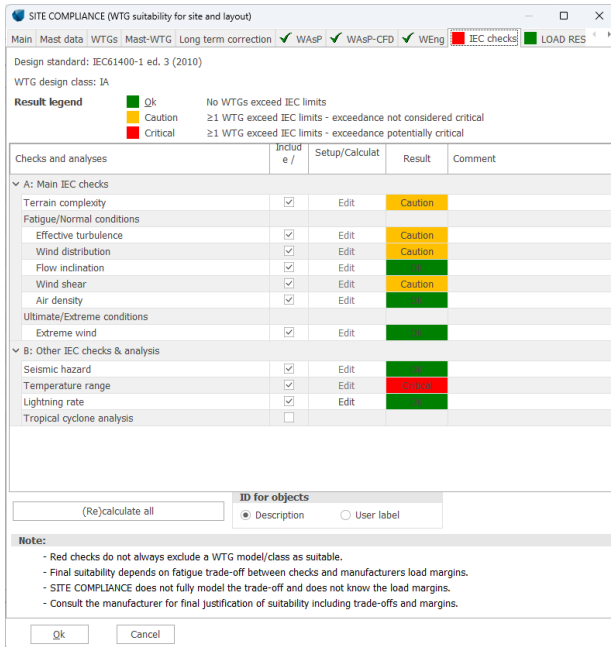 SITE COMPLIANCE (WTG suitability for site and layout)
Main Mast data WTGs Mast-WTG Long term correction WAsP WAsP-CFD WEng IEC checks LOAD RES
Design standard: IEC61400-1 ed. 3 (2010)
WTG design class: IA
Result legend Ok No WTGs exceed IEC limits
Caution ≥1 WTG exceed IEC limits - exceedance not considered critical
Critical ≥1 WTG exceed IEC limits - exceedance potentially critical
Checks and analyses Includ e / Setup/Calculat Result Comment
A: Main IEC checks
Terrain complexity Edit Caution
Fatigue/Normal conditions
Effective turbulence Edit Caution
Wind distribution Edit Caution
Flow inclination Edit
Wind shear Edit Caution
Air density Edit
Ultimate/Extreme conditions
Extreme wind Edit
B: Other IEC checks & analysis
Seismic hazard Edit
Temperature range Edit Critical
Lightning rate Edit
Tropical cyclone analysis
(Re)calculate all
ID for objects
Description User label
Note:
- Red checks do not always exclude a WTG model/class as suitable.
- Final suitability depends on fatigue trade-off between checks and manufacturers load margins.
- SITE COMPLIANCE does not fully model the trade-off and does not know the load margins.
- Consult the manufacturer for final justification of suitability including trade-offs and margins.
Ok Cancel